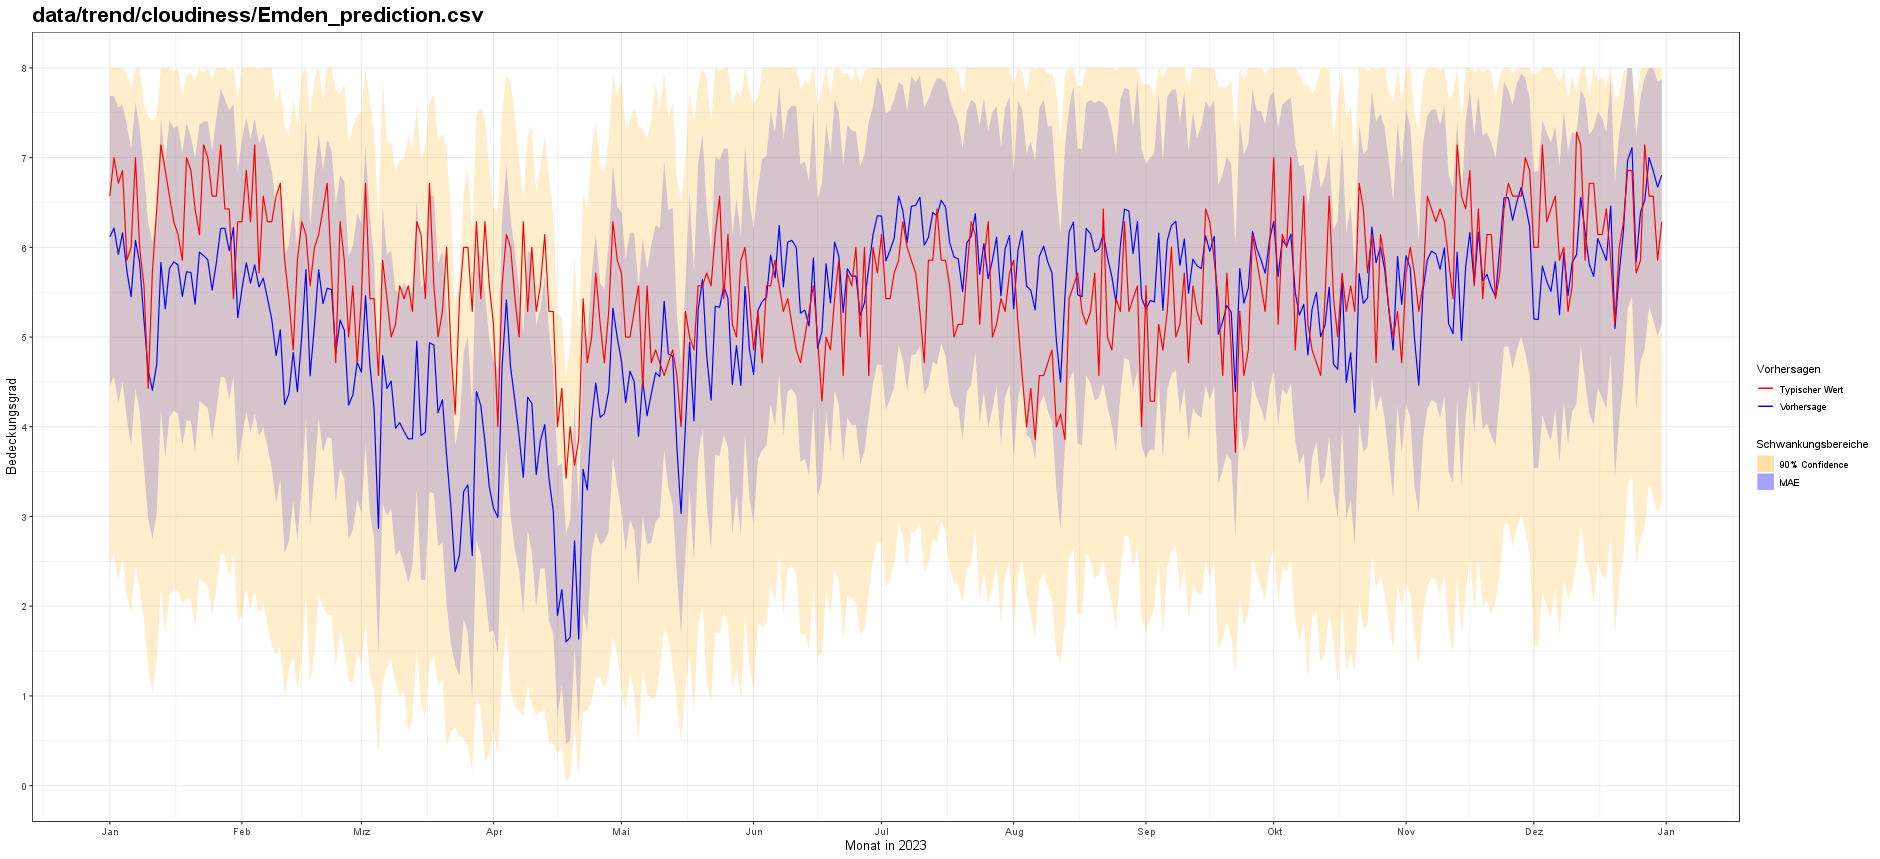 data/trend/cloudiness/Emden_prediction.csv
8
7
6
5
4
3
2
1
0
Bedeckungsgrad
Jan Feb Mrz Apr Mai Jun Jul Aug Sep Okt Nov Dez Jan
Monat in 2023
Vorhersagen
Typischer Wert
Vorhersage
Schwankungsbereiche
90% Confidence
MAE